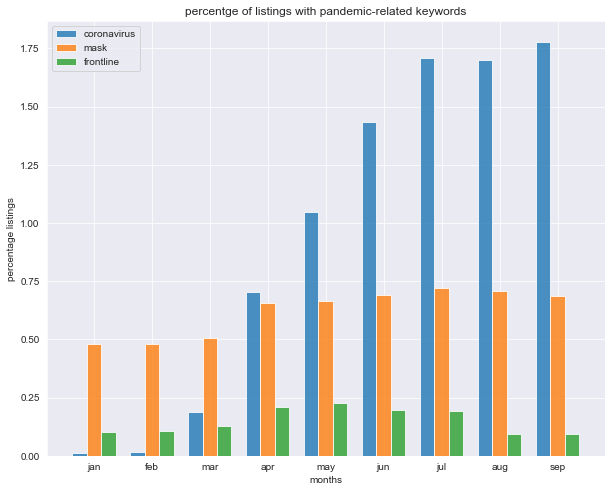 percentge of listings with pandemic-related keywords
coronavirus
mask
frontline
percentage listings
1.75
1.50
1.25
1.00
0.75
0.50
0.25
0.00
jan feb mar apr may jun jul aug sep
months